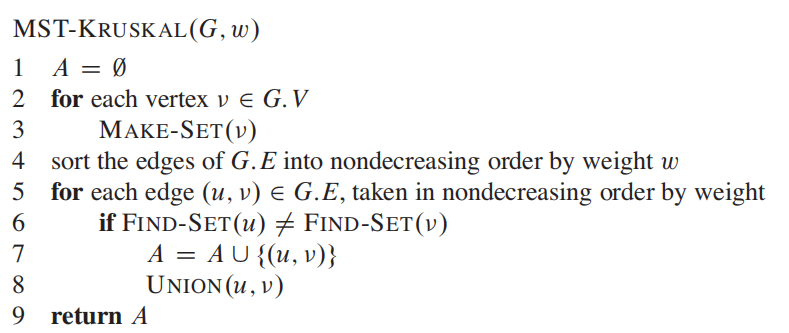 MST-KRUSKAL(G, w)
1 A = ∅
2 for each vertex v ∈ G.V
3 MAKE-SET(v)
4 sort the edges of G.E into nondecreasing order by weight w
5 for each edge (u, v) ∈ G.E, taken in nondecreasing order by weight
6 if FIND-SET(u) ≠ FIND-SET(v)
7 A = A ∪ {(u, v)}
8 UNION(u, v)
9 return A